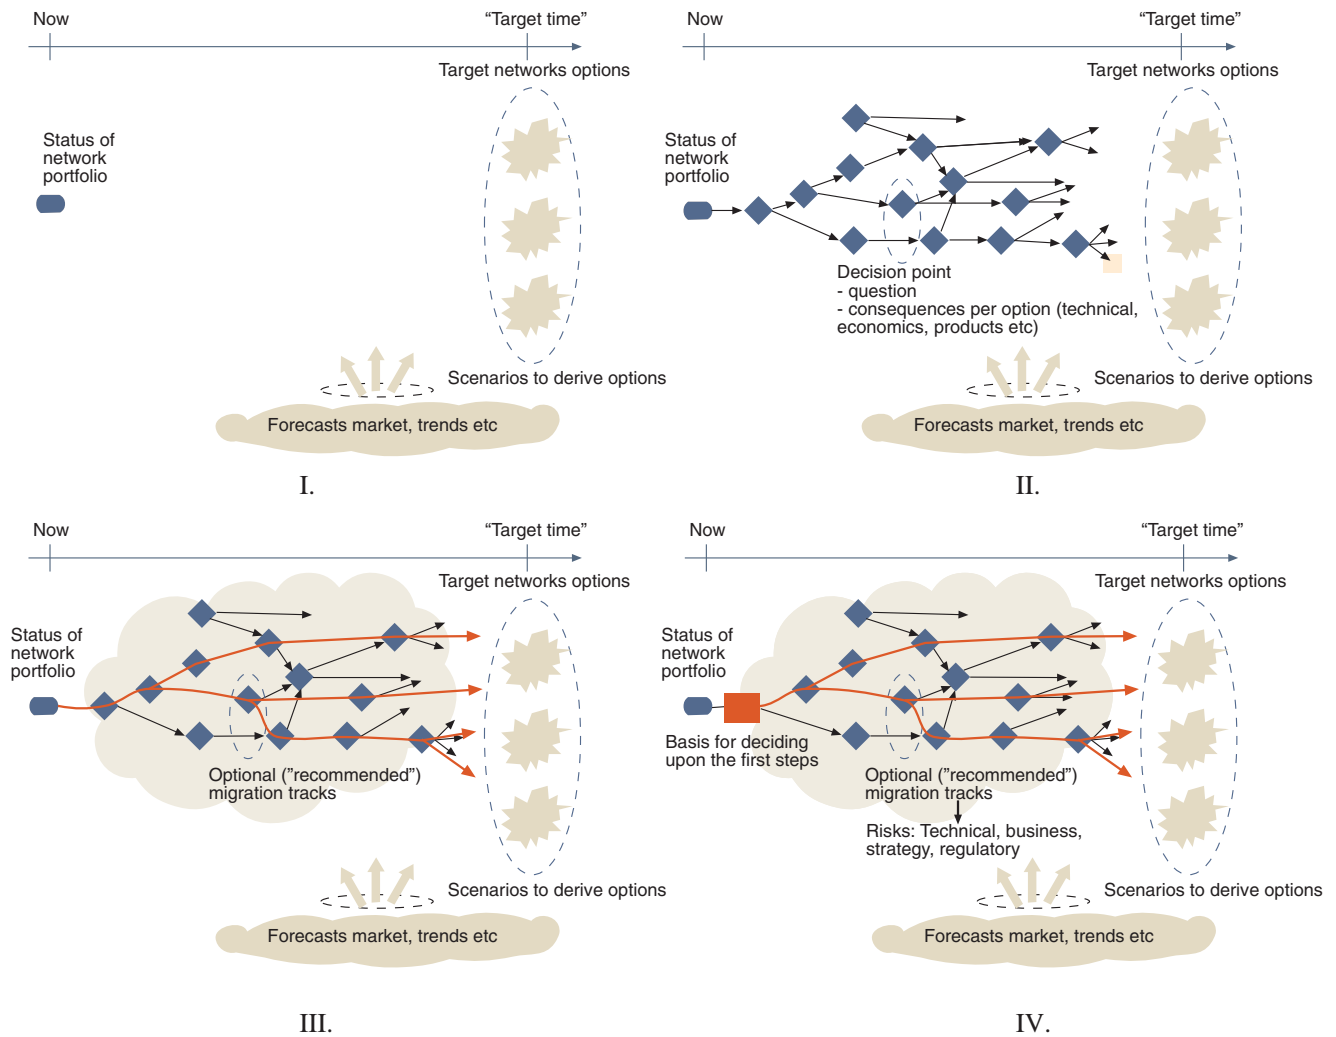 Now
“Target time”
Target networks options
Status of
network
portfolio
Scenarios to derive options
Forecasts market, trends etc
I.
Now
“Target time”
Target networks options
Status of
network
portfolio
Decision point
- question
- consequences per option (technical,
economics, products etc)
Scenarios to derive options
Forecasts market, trends etc
II.
Now
“Target time”
Target networks options
Status of
network
portfolio
Optional (”recommended”)
migration tracks
Scenarios to derive options
Forecasts market, trends etc
III.
Now
“Target time”
Target networks options
Status of
network
portfolio
Basis for deciding
upon the first steps
Optional (”recommended”)
migration tracks
Risks: Technical, business,
strategy, regulatory
Scenarios to derive options
Forecasts market, trends etc
IV.